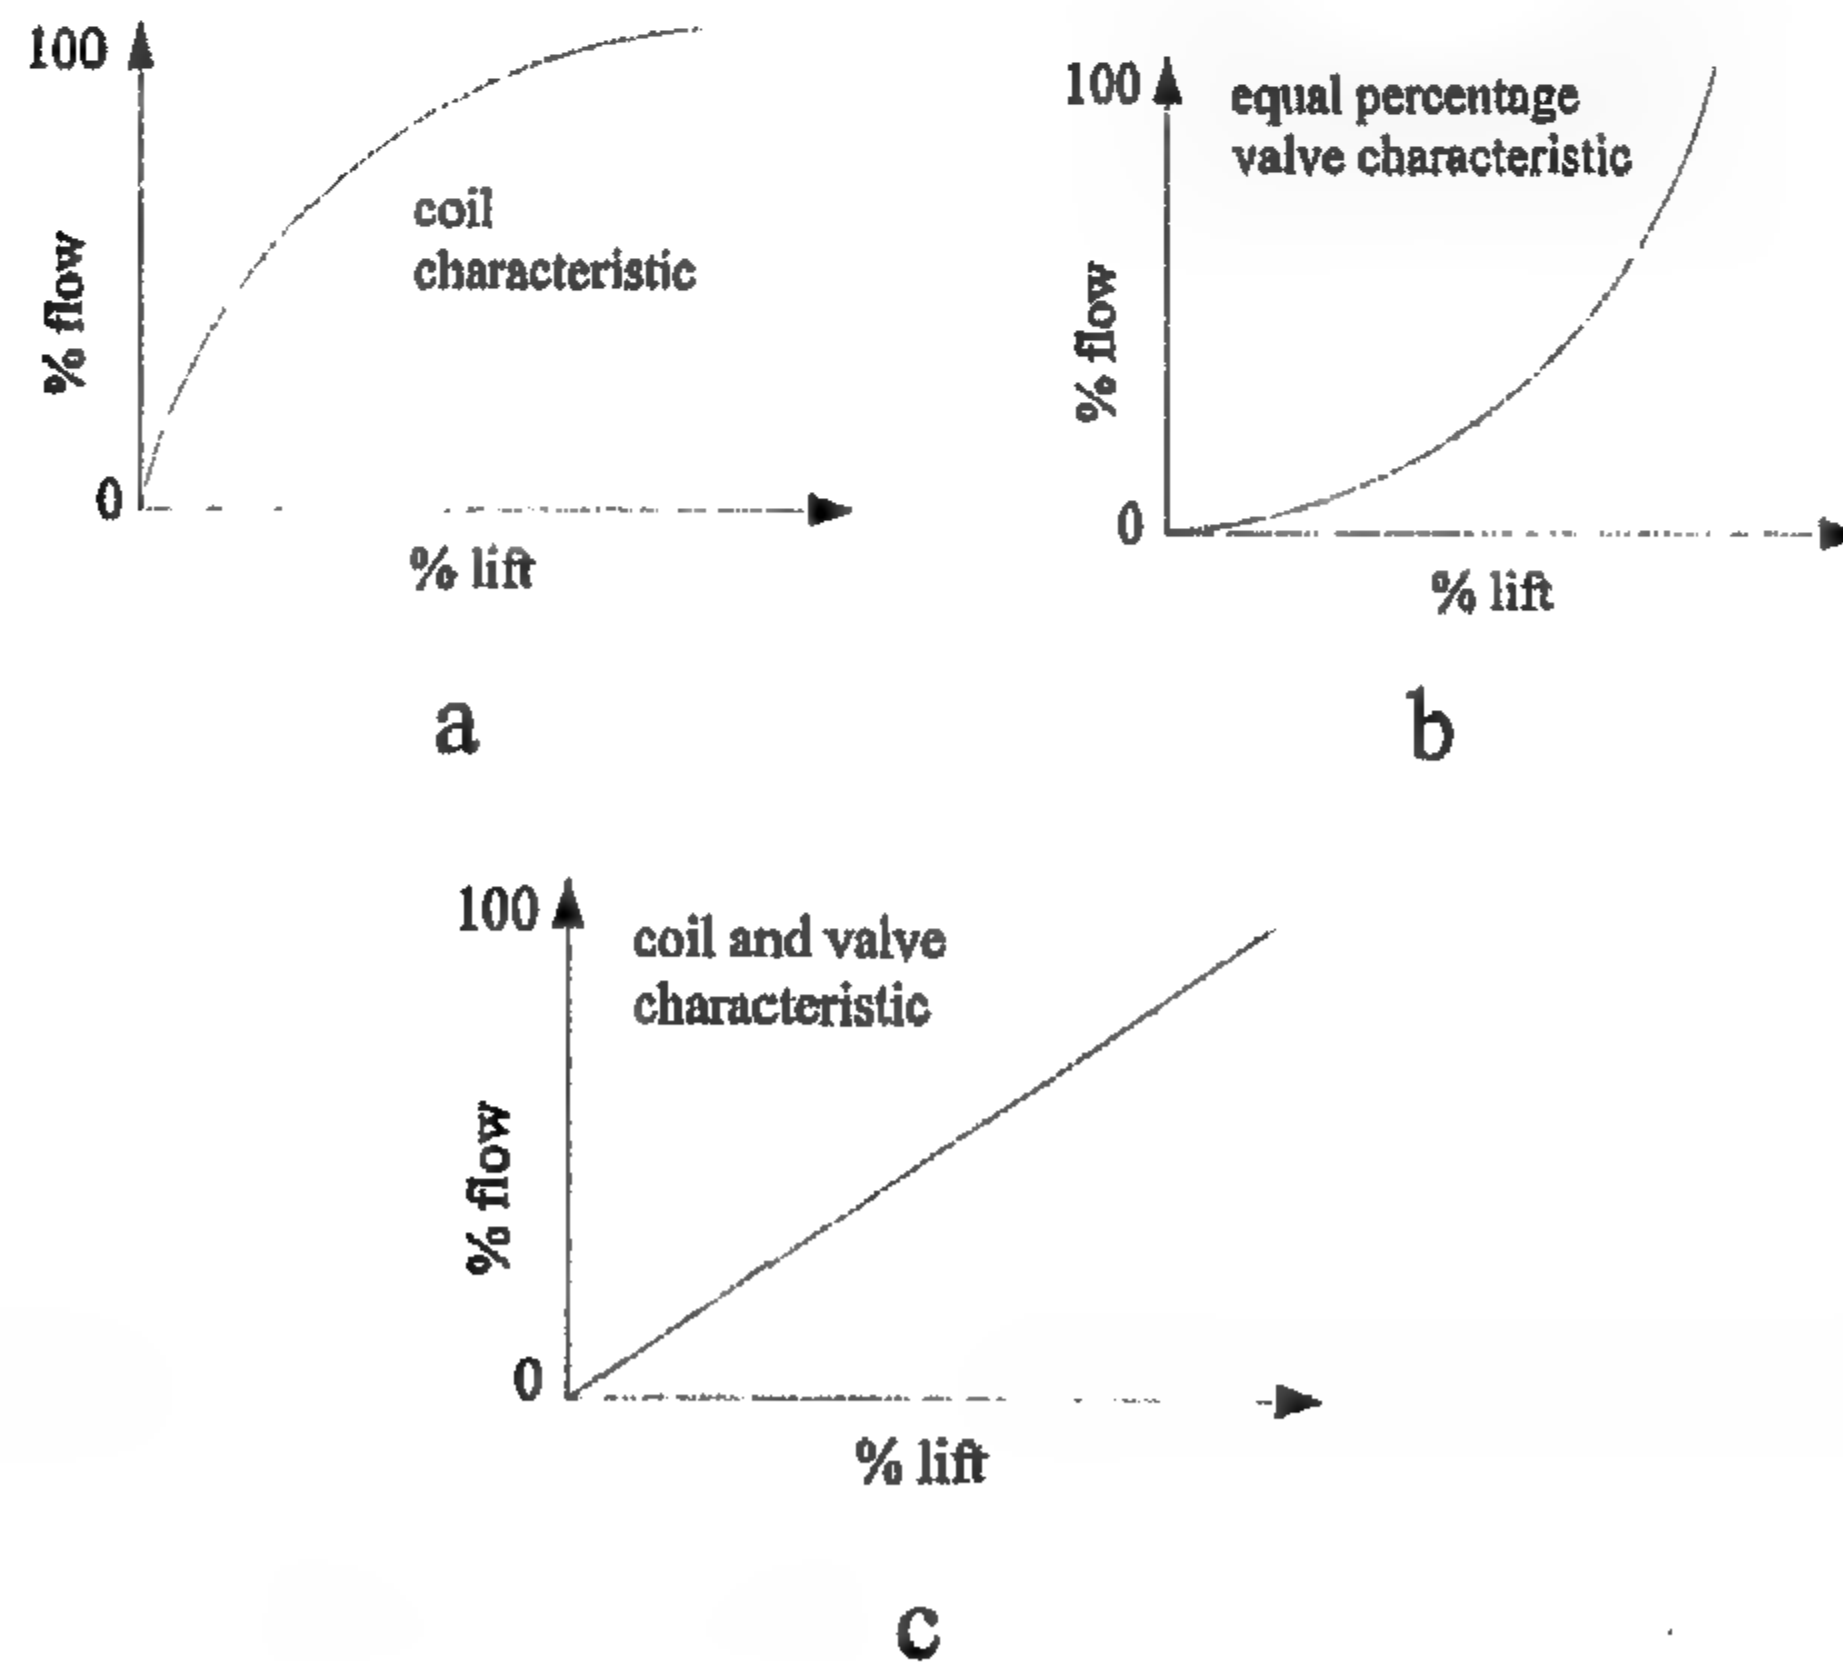 100
coil
characteristic
% flow
0
% lift
a
100
equal percentage
valve characteristic
% flow
0
% lift
b
100
coil and valve
characteristic
% flow
0
% lift
c